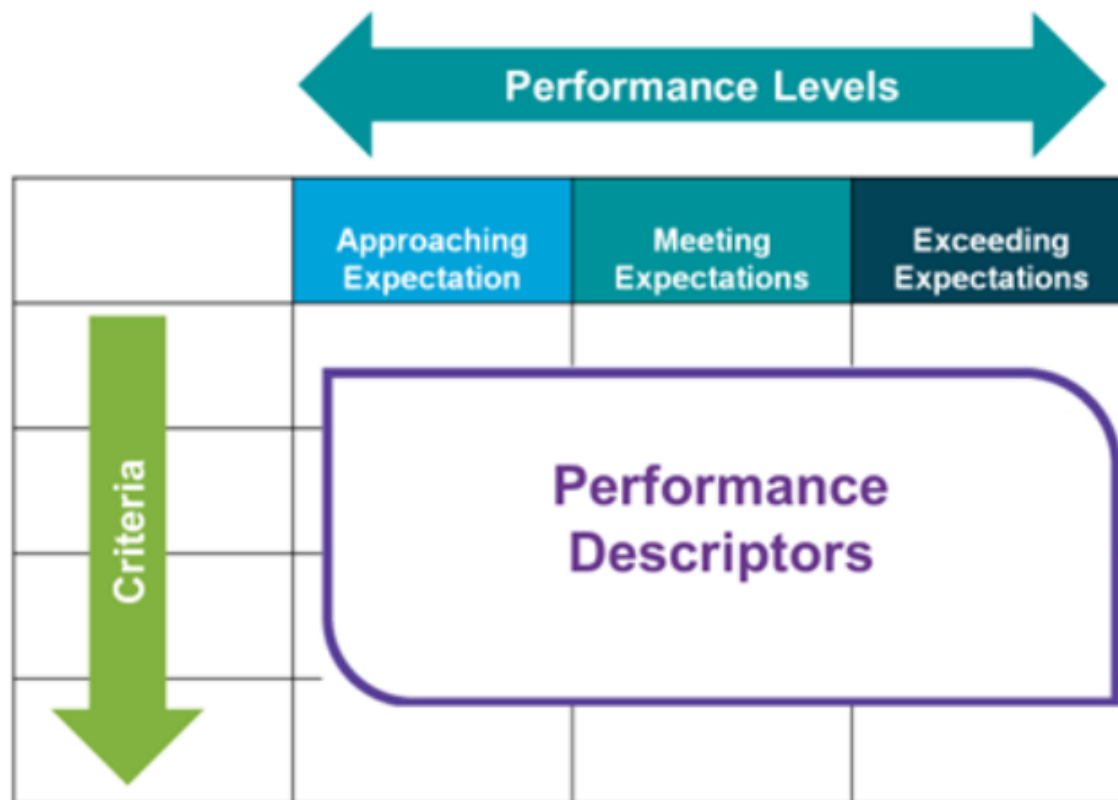 Performance Levels
Approaching
Expectation
Meeting
Expectations
Exceeding
Expectations
Criteria
Performance
Descriptors